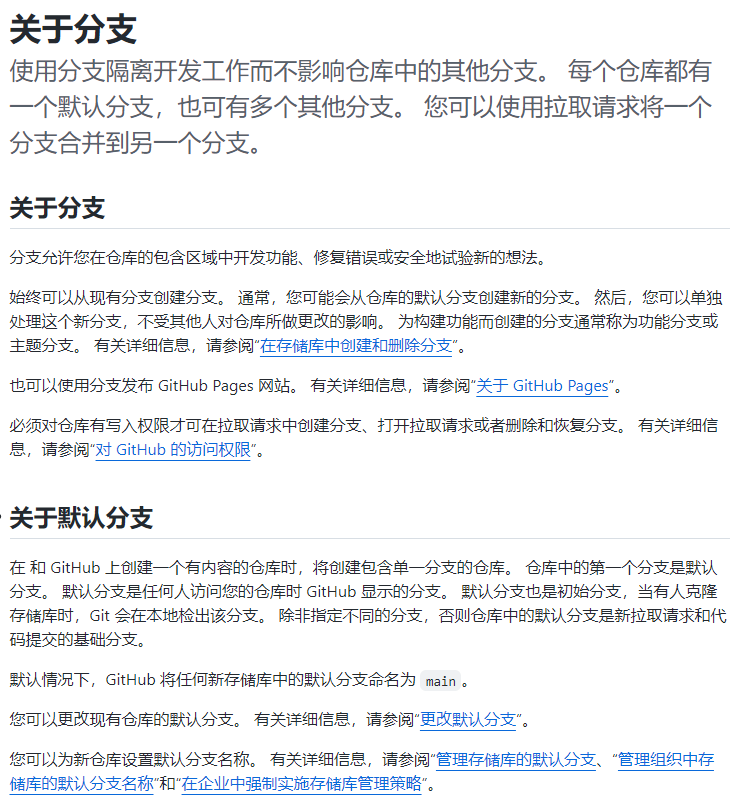 关于分支
使用分支隔离开发工作而不影响仓库中的其他分支。 每个仓库都有
一个默认分支，也可有多个其他分支。 您可以使用拉取请求将一个
分支合并到另一个分支。
关于分支
分支允许您在仓库的包含区域中开发功能、修复错误或安全地试验新的想法。
始终可以从现有分支创建分支。 通常，您可能会从仓库的默认分支创建新的分支。 然后，您可以单独
处理这个新分支，不受其他人对仓库所做更改的影响。 为构建功能而创建的分支通常称为功能分支或
主题分支。 有关详细信息，请参阅“在存储库中创建和删除分支”。
也可以使用分支发布 GitHub Pages 网站。 有关详细信息，请参阅“关于 GitHub Pages”。
必须对仓库有写入权限才可在拉取请求中创建分支、打开拉取请求或者删除和恢复分支。 有关详细信
息，请参阅“对 GitHub 的访问权限”。
关于默认分支
在 和 GitHub 上创建一个有内容的仓库时，将创建包含单一分支的仓库。 仓库中的第一个分支是默认
分支。 默认分支是任何人访问您的仓库时 GitHub 显示的分支。 默认分支也是初始分支，当有人克隆
存储库时，Git 会在本地检出该分支。 除非指定不同的分支，否则仓库中的默认分支是新拉取请求和代
码提交的基础分支。
默认情况下，GitHub 将任何新存储库中的默认分支命名为 main 。
您可以更改现有仓库的默认分支。 有关详细信息，请参阅“更改默认分支”。
您可以为新仓库设置默认分支名称。 有关详细信息，请参阅“管理存储库的默认分支、“管理组织中存
储库的默认分支名称”和“在企业中强制实施存储库管理策略”。